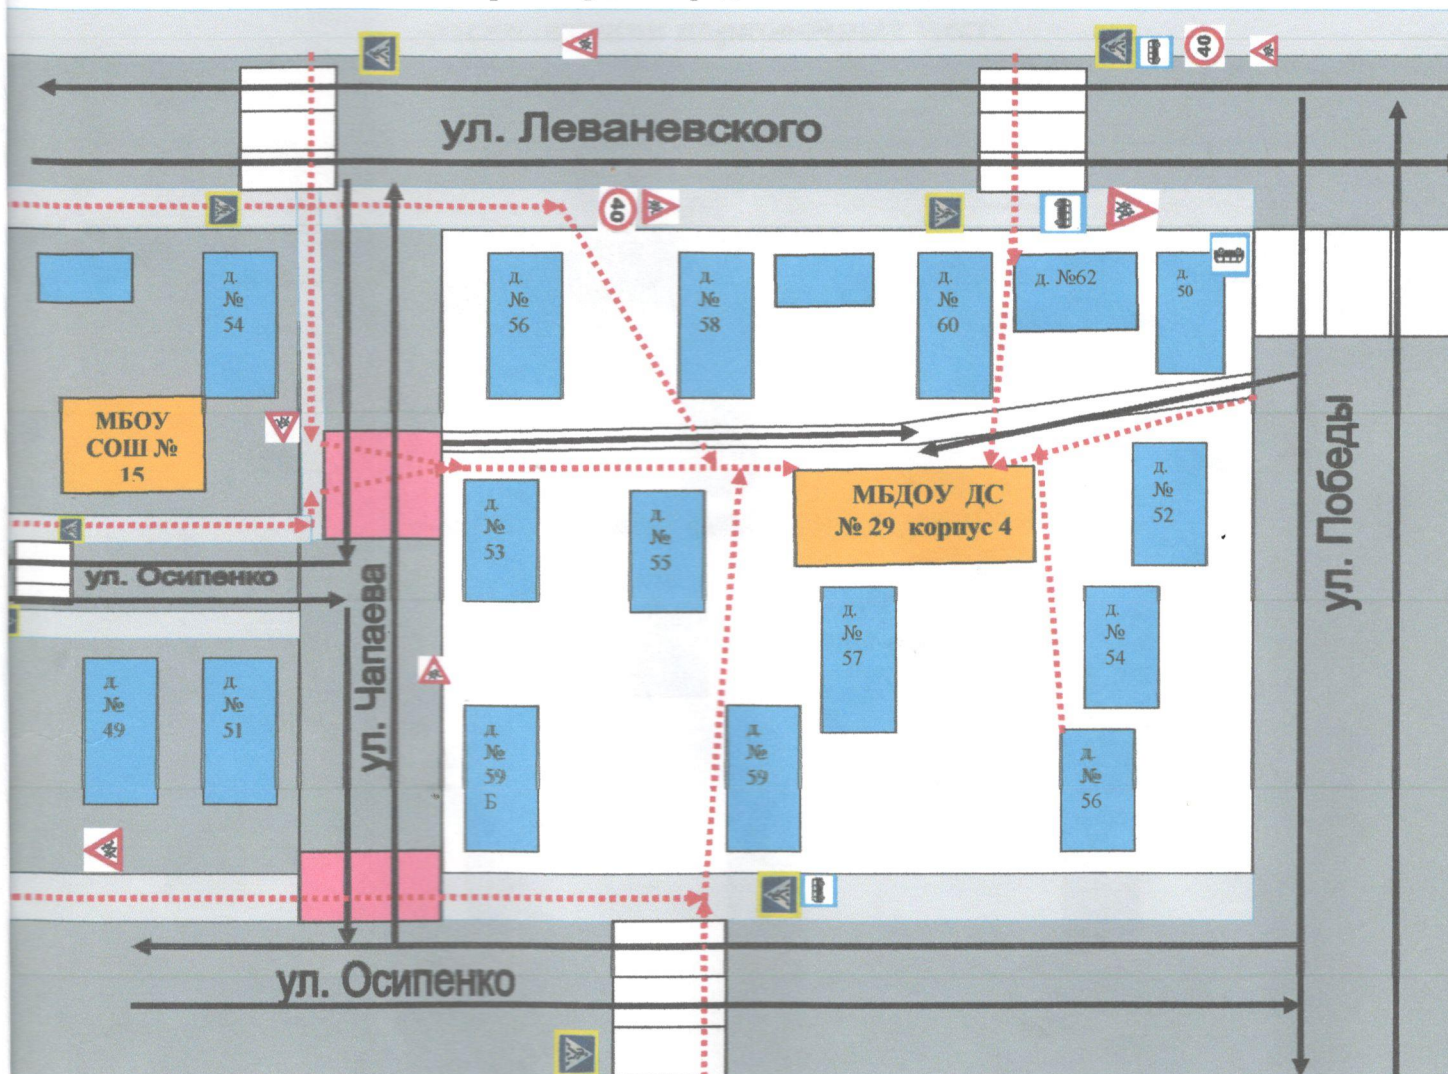 40
ул. Леваневского
40
д.
№
54
д.
№
56
д.
№
58
д.
№
60
д. №62
д.
50
МБОУ
СОШ №
15
МБДОУ ДС
№ 29 корпус 4
д.
№
53
д.
№
55
д.
№
52
ул. Победы
ул. Осипенко
ул. Чапаева
д.
№
57
д.
№
54
д.
№
49
д.
№
51
д.
№
59
Б
д.
№
59
д.
№
56
ул. Осипенко